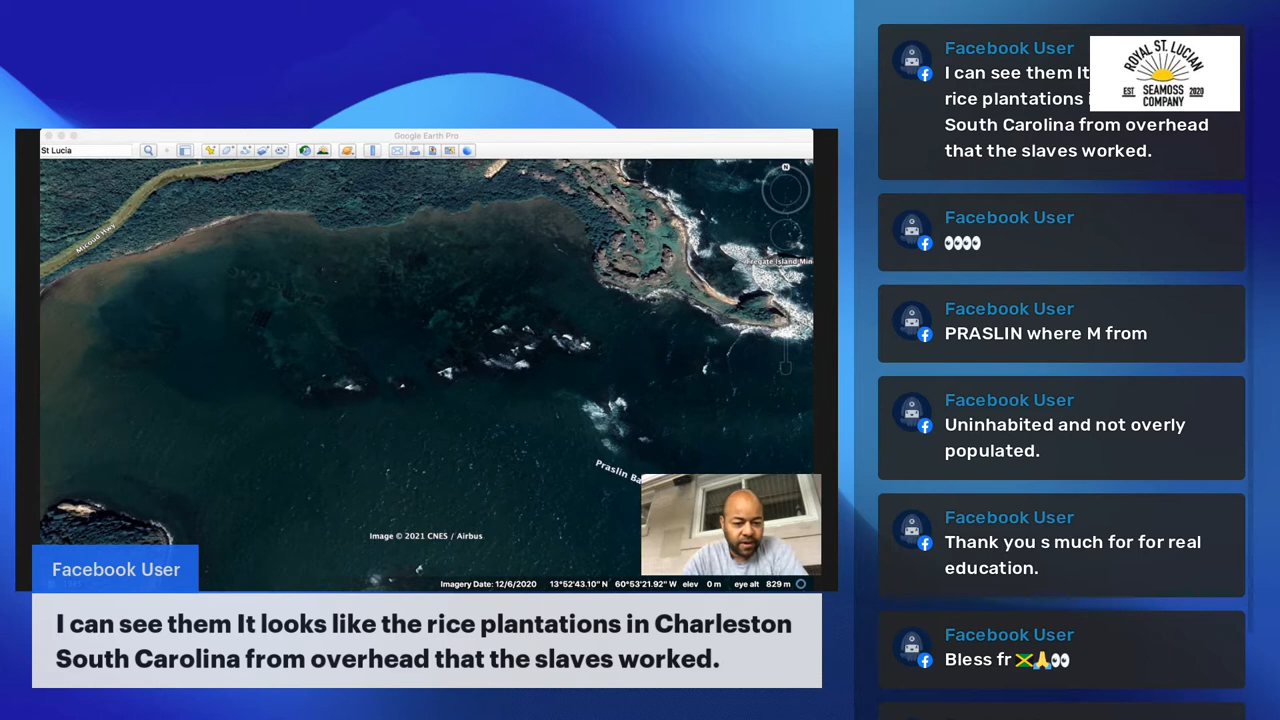 Google Earth Pro
St Lucia
N
Micoud Hwy
Fregate Island Min
Praslin Ba
Image © 2021 CNES / Airbus
Imagery Date: 12/6/2020 13°52'43.10" N 60°53'21.92" W elev 0 m eye alt 829 m
Facebook User
I can see them It looks like the rice plantations in Charleston
South Carolina from overhead that the slaves worked.
Facebook User
I can see them It
rice plantations i
South Carolina from overhead
that the slaves worked.
ROYAL ST. LUCIAN
EST SEAMOSS 2020
COMPANY
Facebook User
👀👀
Facebook User
PRASLIN where M from
Facebook User
Uninhabited and not overly
populated.
Facebook User
Thank you s much for for real
education.
Facebook User
Bless fr 🇯🇲🙏👀